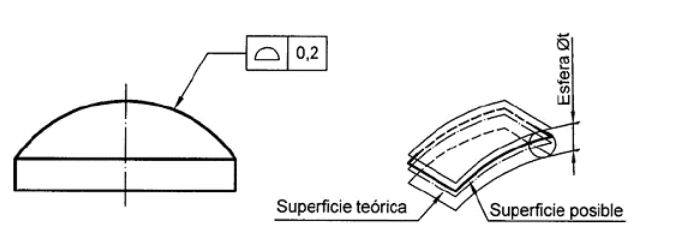 0,2
Esfera Øt
Superficie teórica
Superficie posible